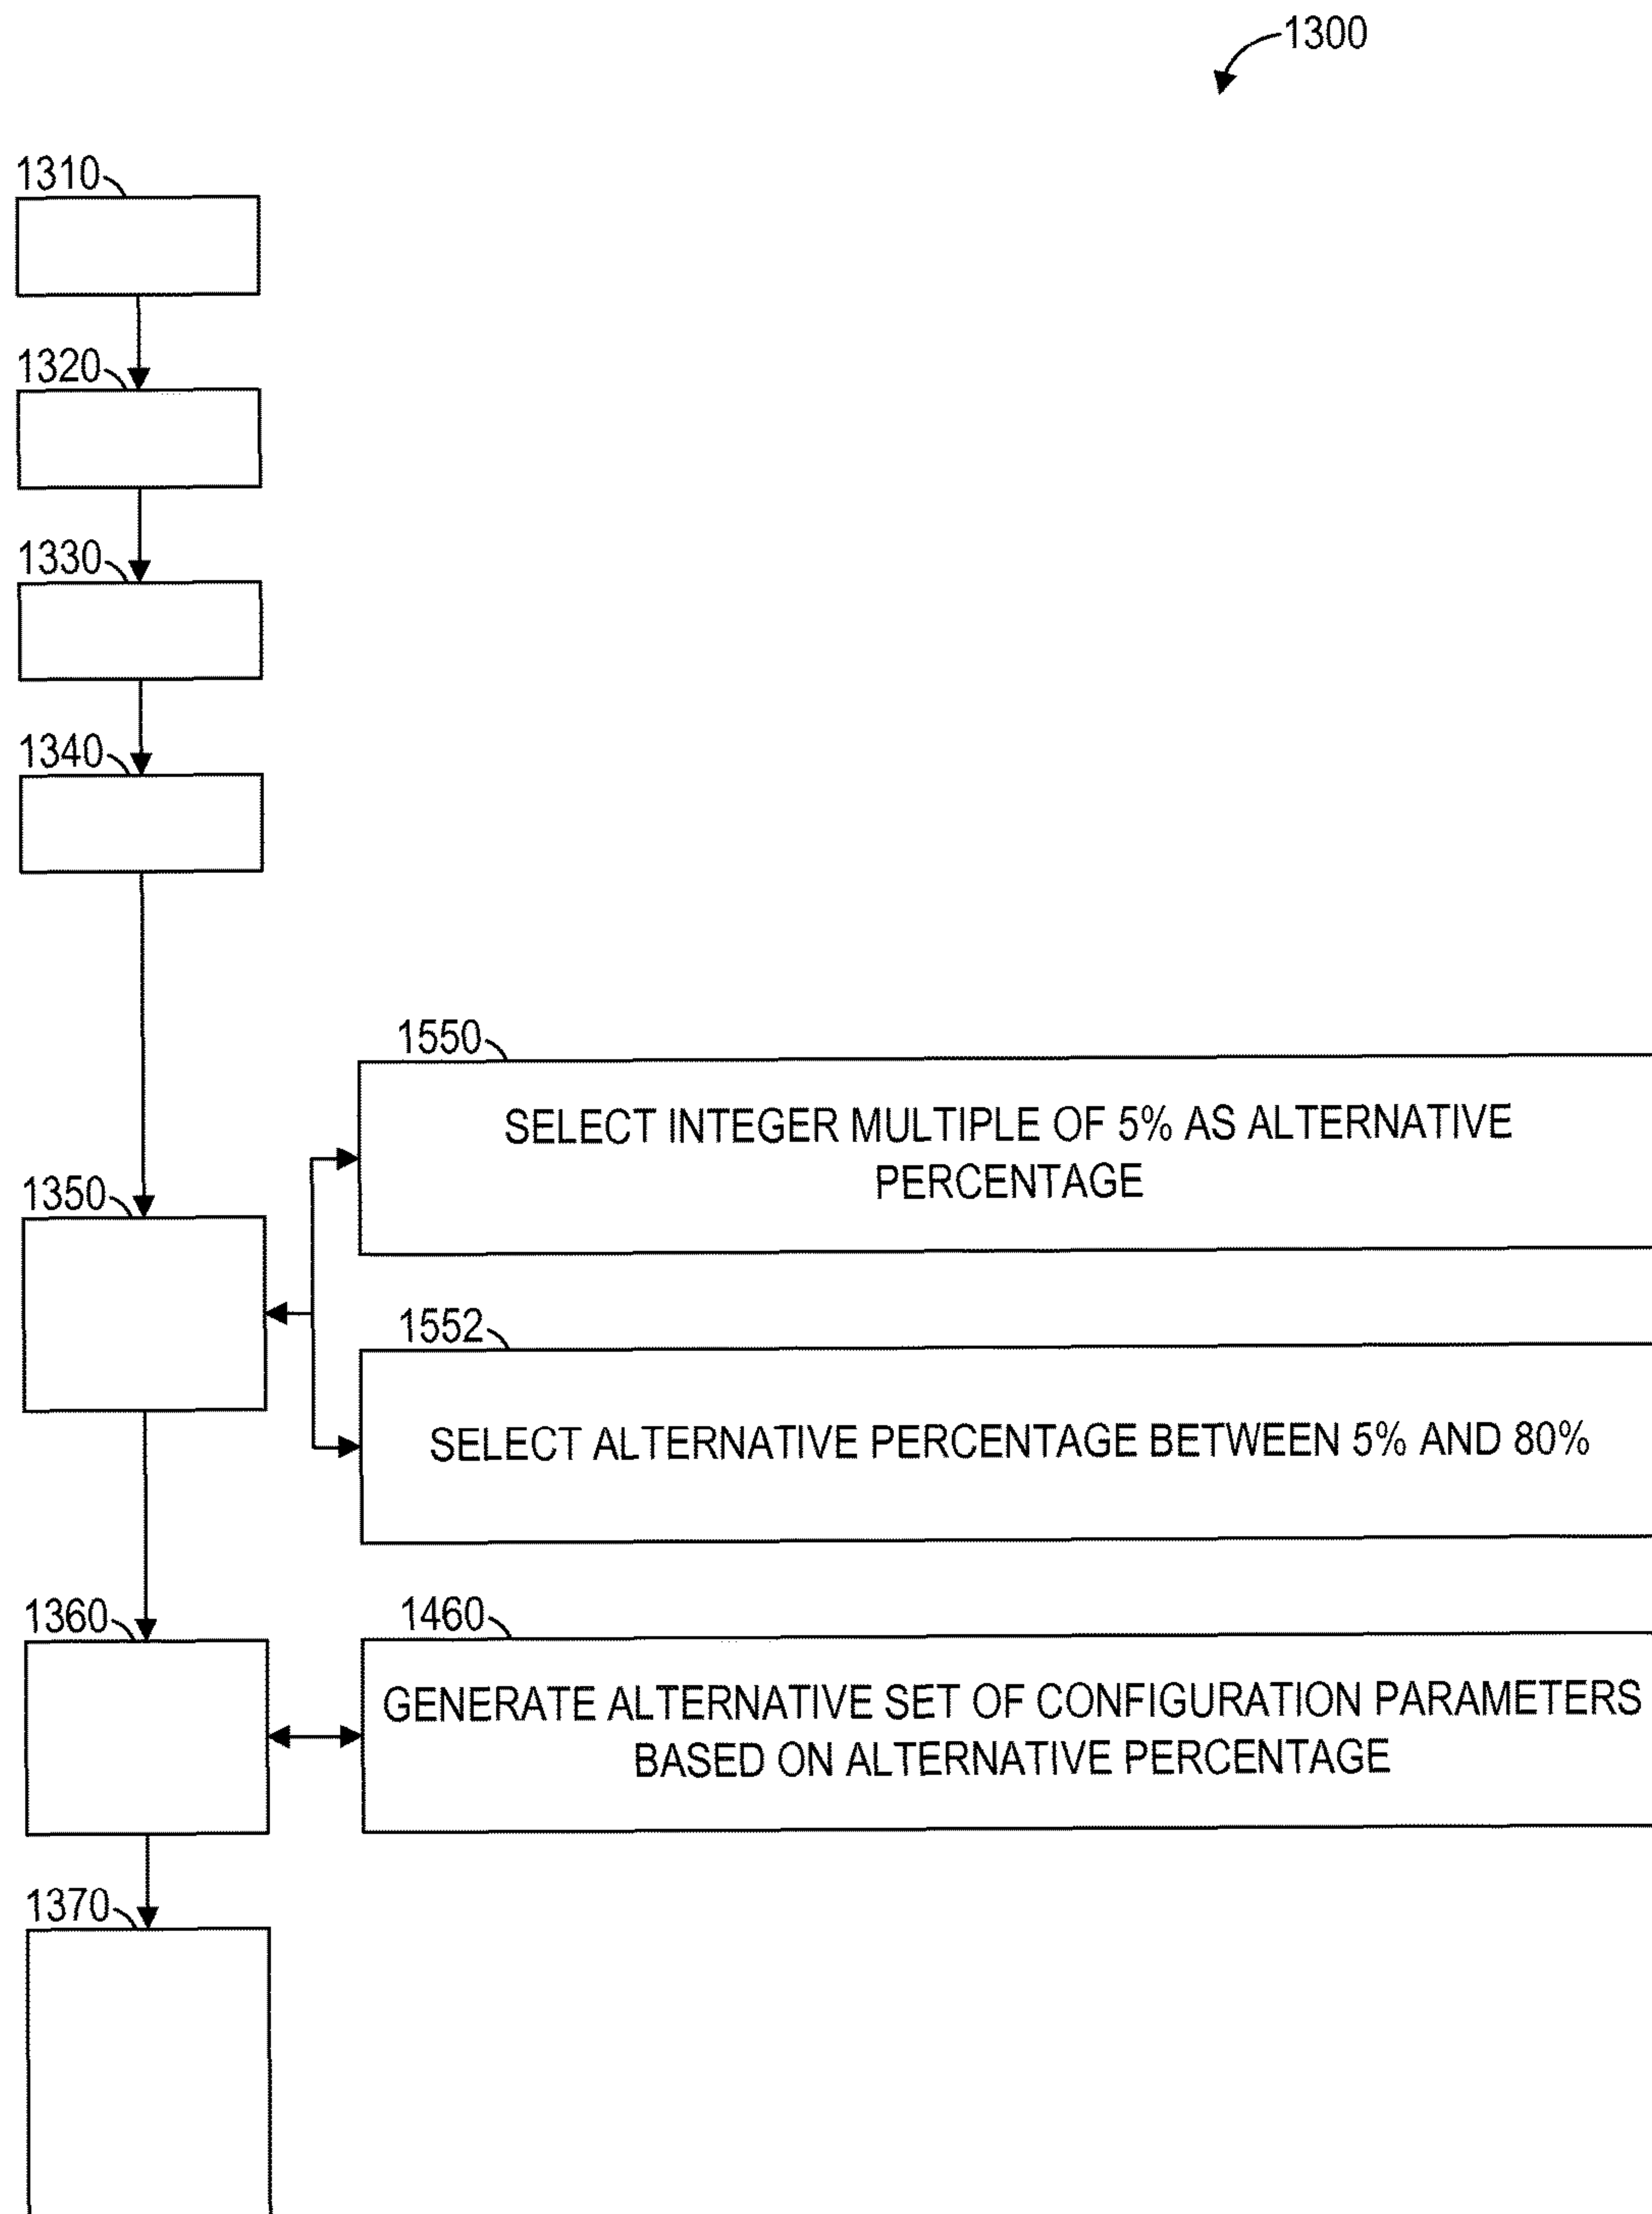 1300
1310
1320
1330
1340
1550
SELECT INTEGER MULTIPLE OF 5% AS ALTERNATIVE
PERCENTAGE
1350
1552
SELECT ALTERNATIVE PERCENTAGE BETWEEN 5% AND 80%
1360
1460
GENERATE ALTERNATIVE SET OF CONFIGURATION PARAMETERS
BASED ON ALTERNATIVE PERCENTAGE
1370